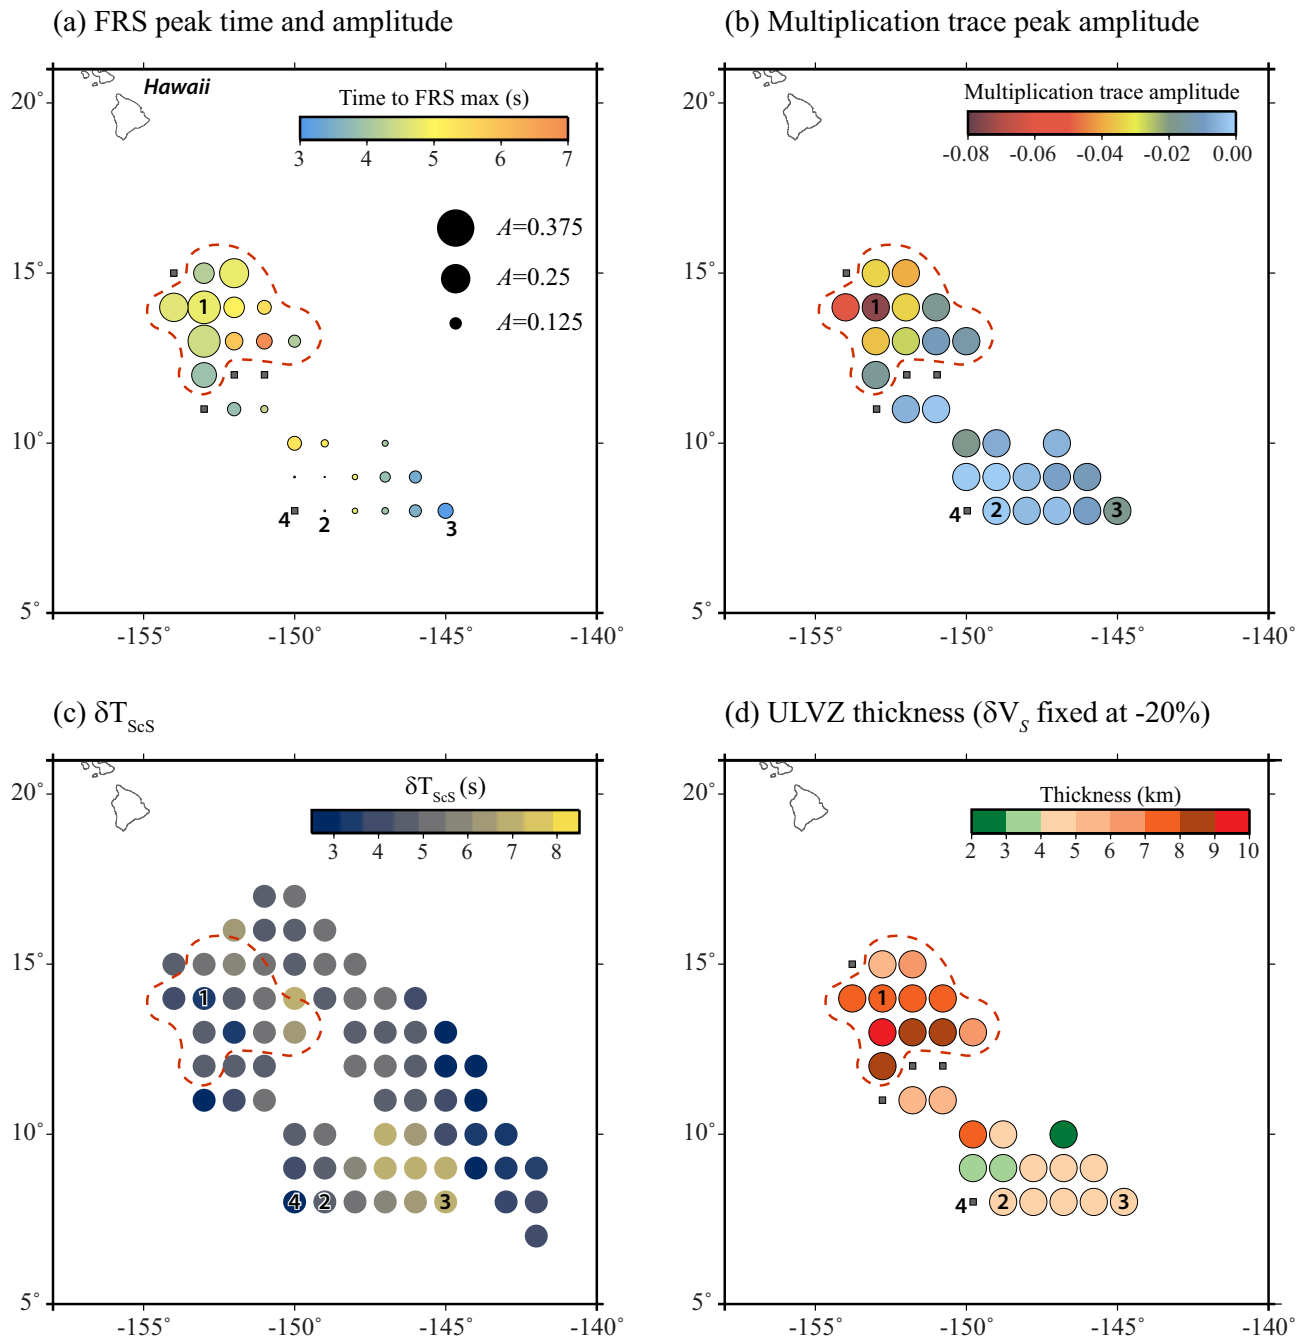 (a) FRS peak time and amplitude
Hawaii
Time to FRS max (s)
3 4 5 6 7
A=0.375
A=0.25
A=0.125
1
4 2 3
20˚
15˚
10˚
5˚
-155˚ -150˚ -145˚ -140˚
(b) Multiplication trace peak amplitude
Multiplication trace amplitude
-0.08 -0.06 -0.04 -0.02 0.00
1
4 2 3
20˚
15˚
10˚
5˚
-155˚ -150˚ -145˚ -140˚
(c) δT_ScS
δT_ScS (s)
3 4 5 6 7 8
1
4 2 3
20˚
15˚
10˚
5˚
-155˚ -150˚ -145˚ -140˚
(d) ULVZ thickness (δV_S fixed at -20%)
Thickness (km)
2 3 4 5 6 7 8 9 10
1
4 2 3
20˚
15˚
10˚
5˚
-155˚ -150˚ -145˚ -140˚